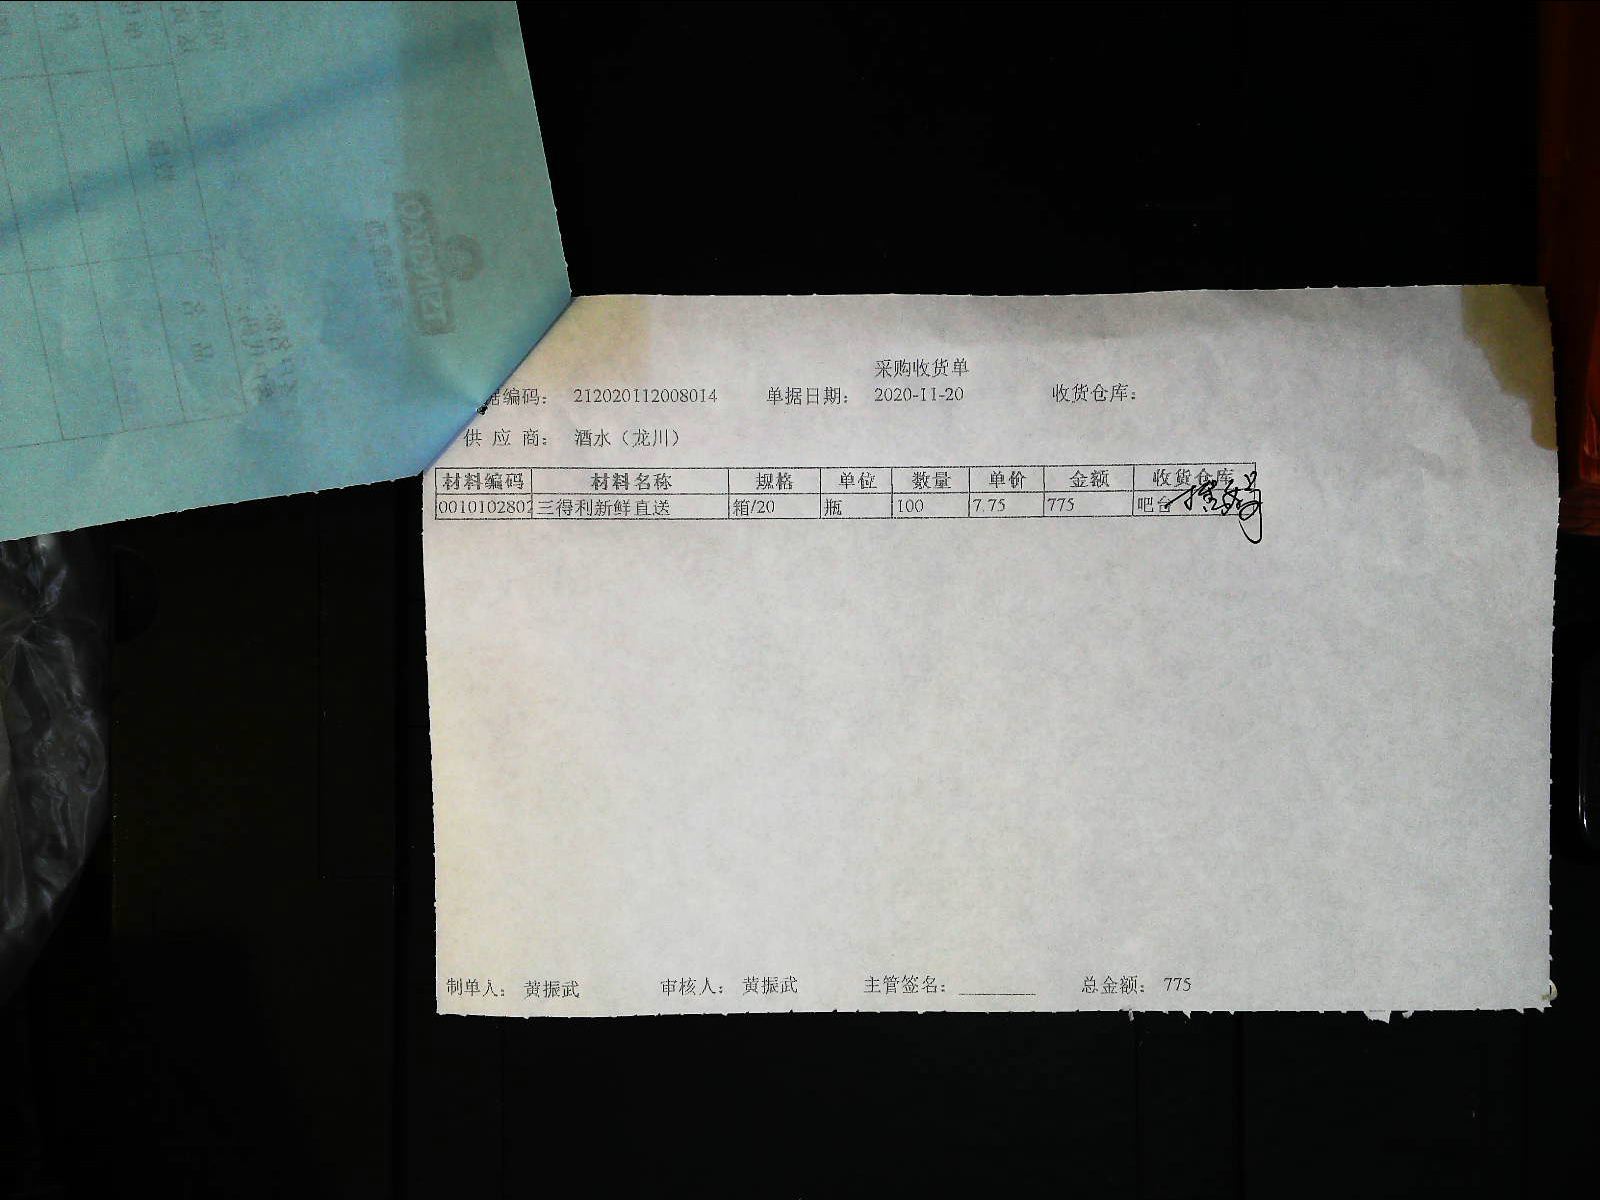 采购收货单
据编码： 212020112008014 单据日期： 2020-11-20 收货仓库：
供 应 商： 酒水（龙川）
材料编码 材料名称 规格 单位 数量 单价 金额 收货仓库
0010102802 三得利新鲜直送 箱/20 瓶 100 7.75 775 吧台
制单人： 黄振武 审核人： 黄振武 主管签名： 总金额： 775